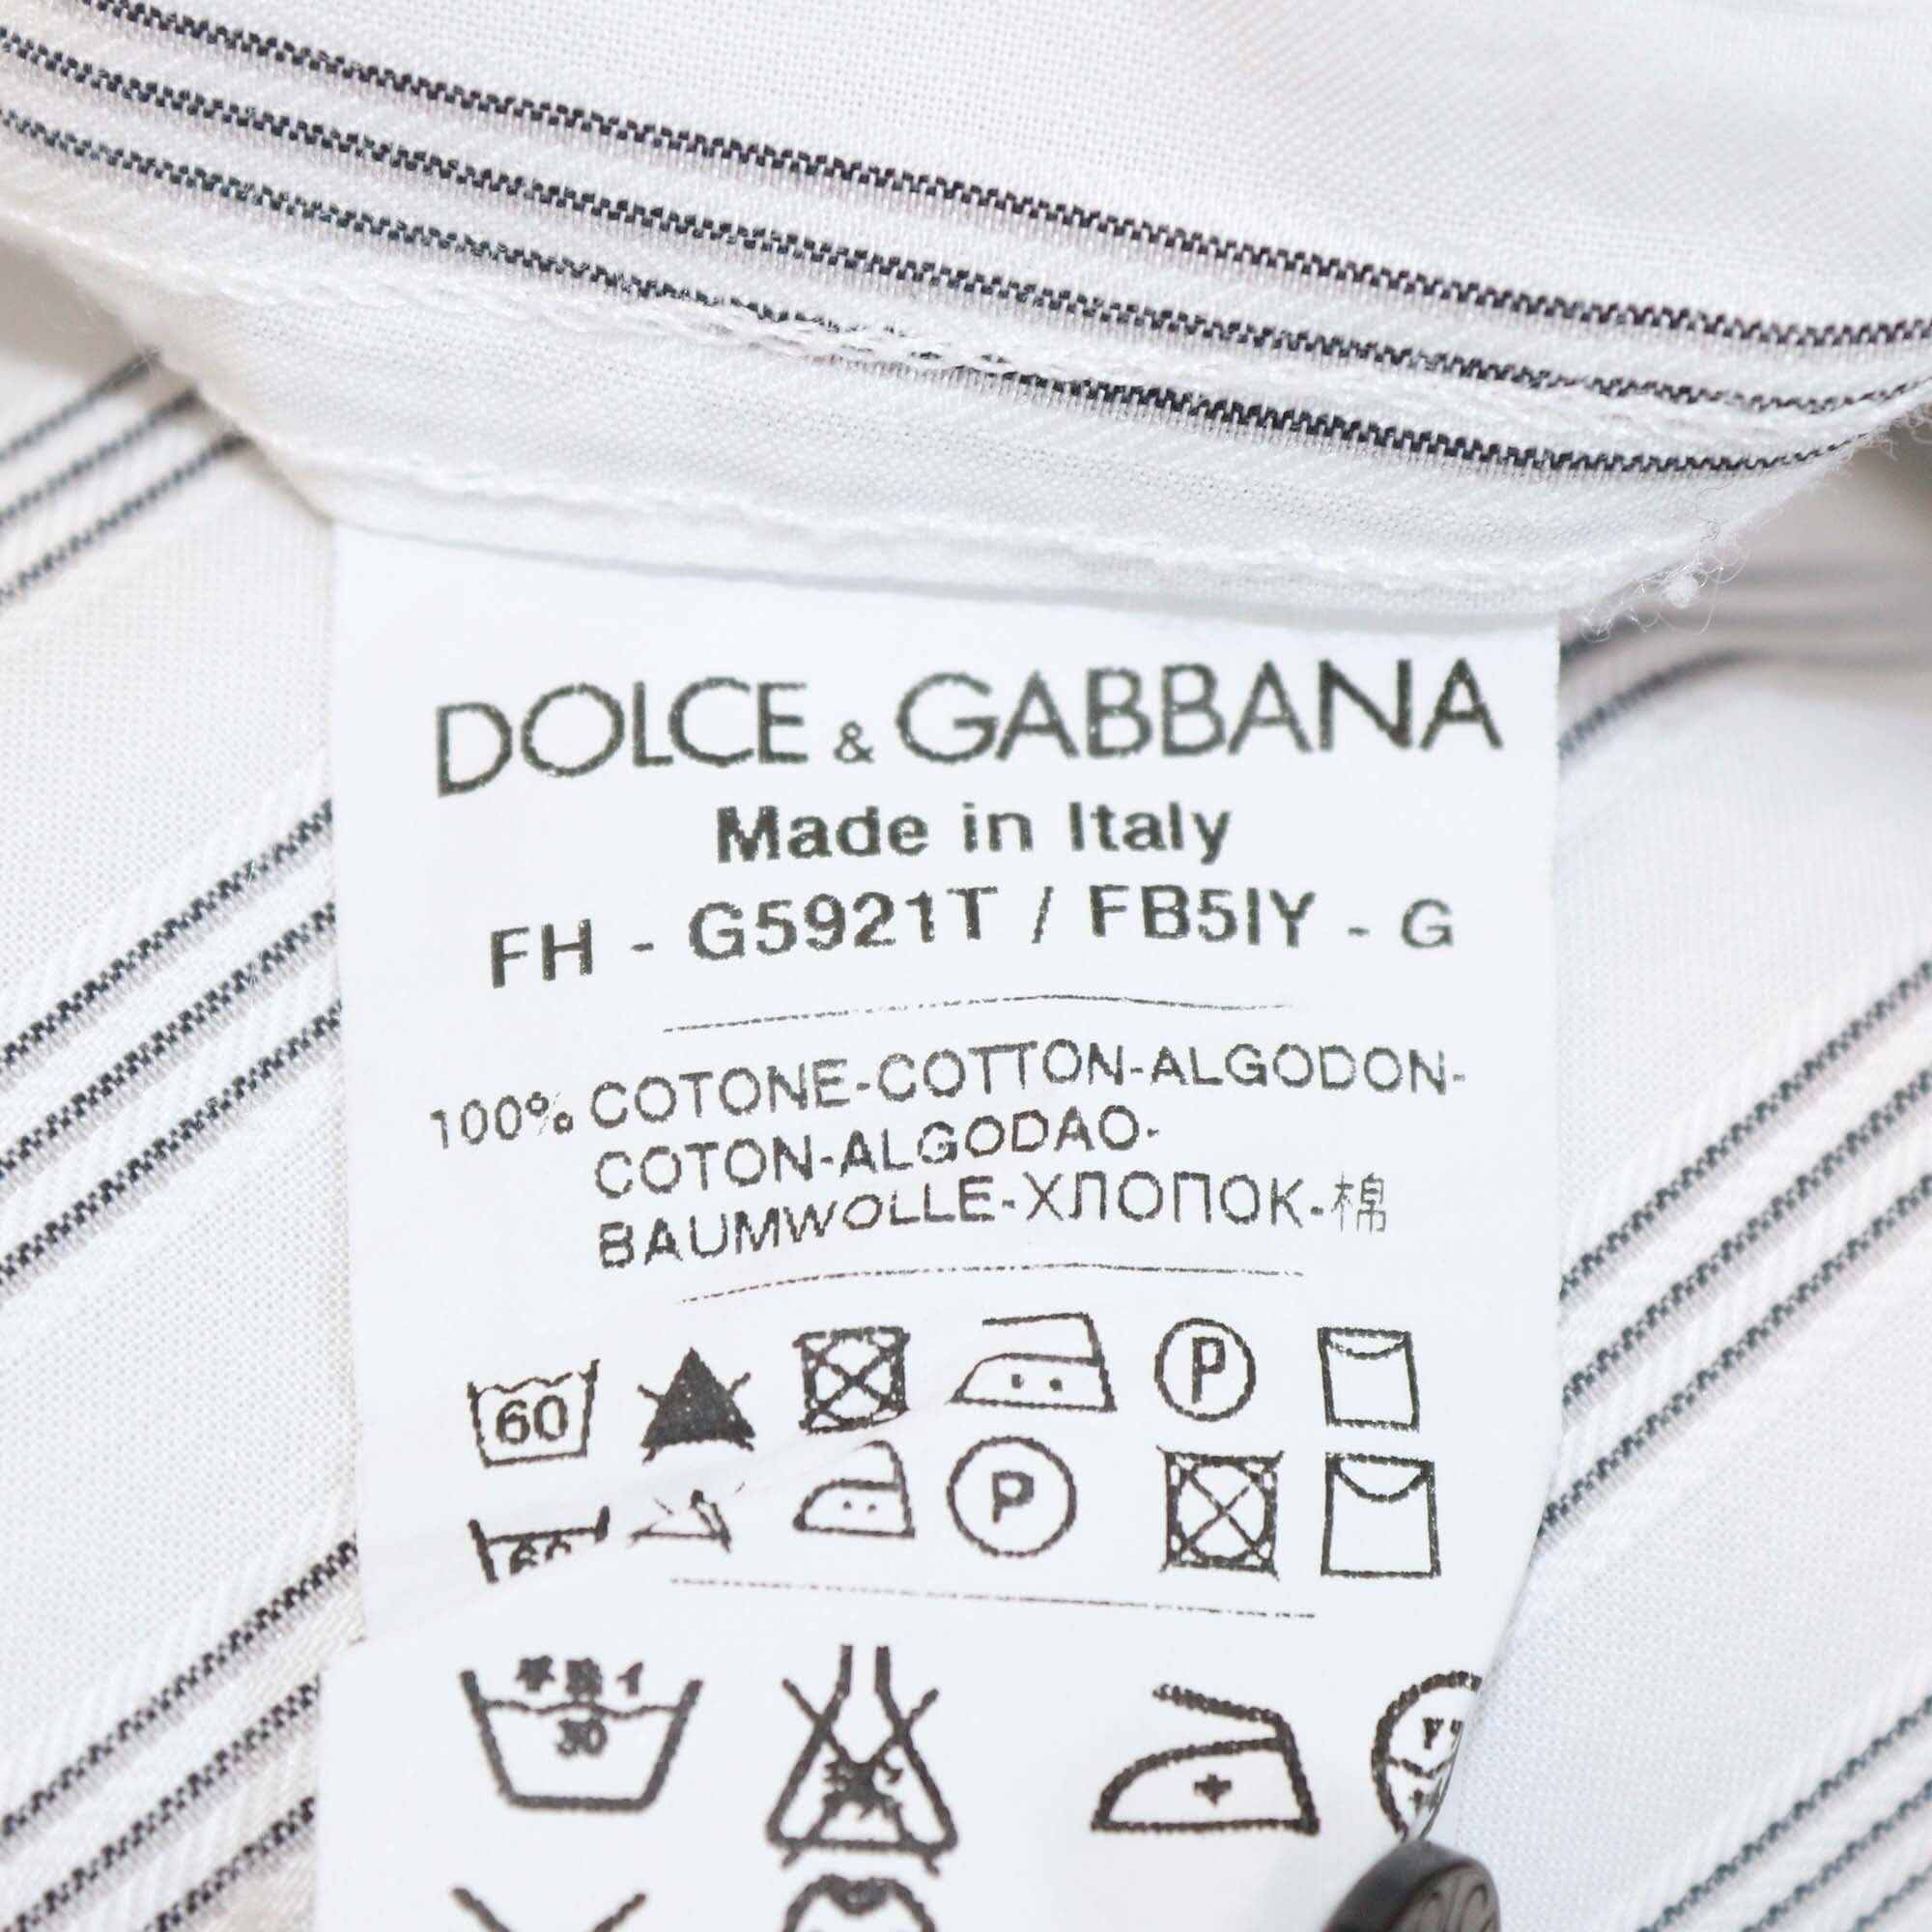 DOLCE & GABBANA
Made in Italy
FH - G5921T / FB5IY - G
100% COTONE-COTTON-ALGODON-
COTON-ALGODAO-
BAUMWOLLE-ХЛОПОК-棉
60
P
P
60
30